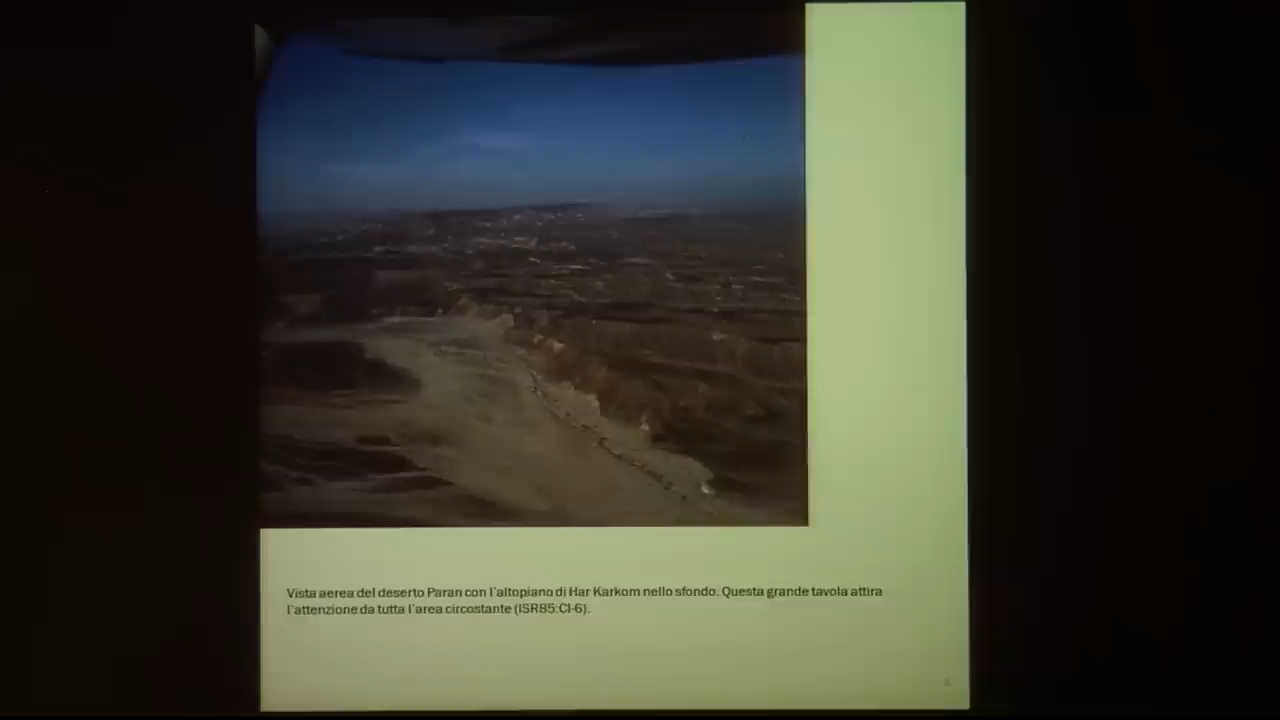 Vista aerea del deserto Paran con l'altopiano di Har Karkom nello sfondo. Questa grande tavola attira
l'attenzione da tutta l'area circostante (ISR85:CI-6).